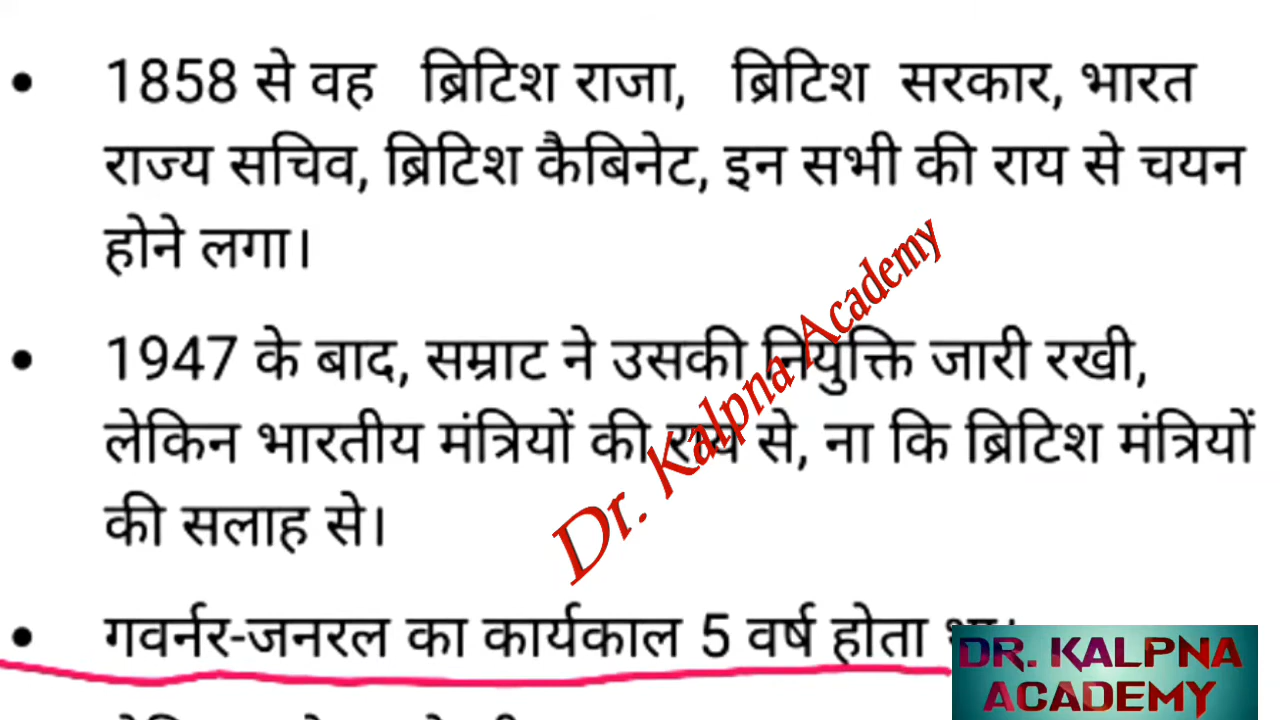 • 1858 से वह ब्रिटिश राजा, ब्रिटिश सरकार, भारत
राज्य सचिव, ब्रिटिश कैबिनेट, इन सभी की राय से चयन
होने लगा।
• 1947 के बाद, सम्राट ने उसकी नियुक्ति जारी रखी,
लेकिन भारतीय मंत्रियों की राय से, ना कि ब्रिटिश मंत्रियों
की सलाह से।
• गवर्नर-जनरल का कार्यकाल 5 वर्ष होता
Dr. Kalpna Academy
DR. KALPNA
ACADEMY